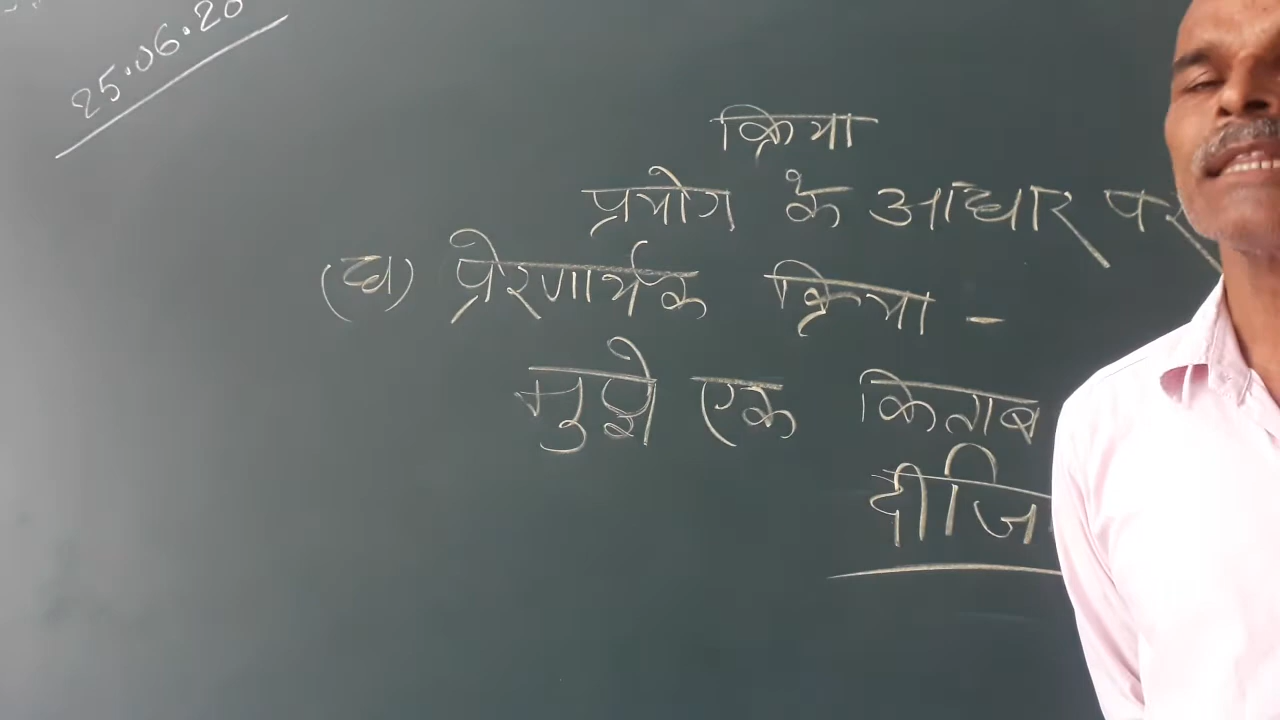 25.06.20
क्रिया
प्रयोग के आधार पर
(घ) प्रेरणार्थक क्रिया -
मुझे एक किताब
दीजि